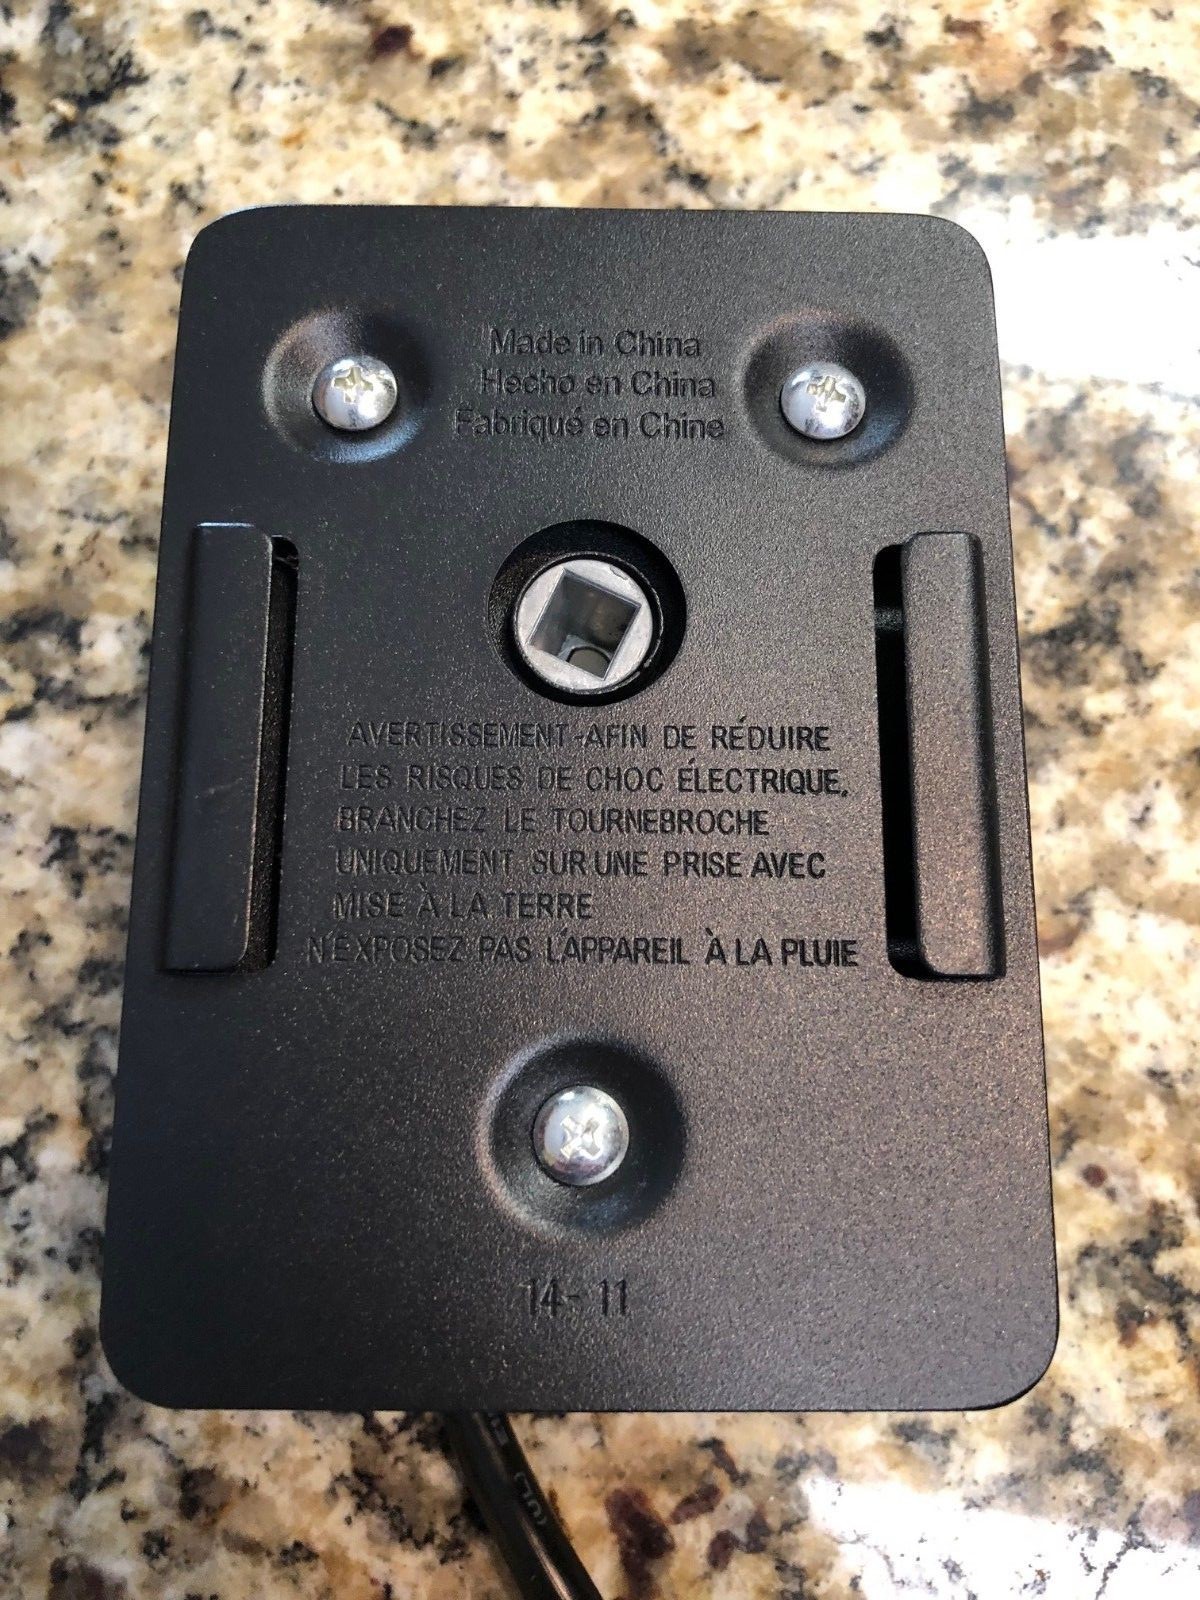 Made in China
Hecho en China
Fabriqué en Chine
AVERTISSEMENT-AFIN DE RÉDUIRE
LES RISQUES DE CHOC ÉLECTRIQUE,
BRANCHEZ LE TOURNEBROCHE
UNIQUEMENT SUR UNE PRISE AVEC
MISE À LA TERRE
N'EXPOSEZ PAS L'APPAREIL À LA PLUIE
14-11